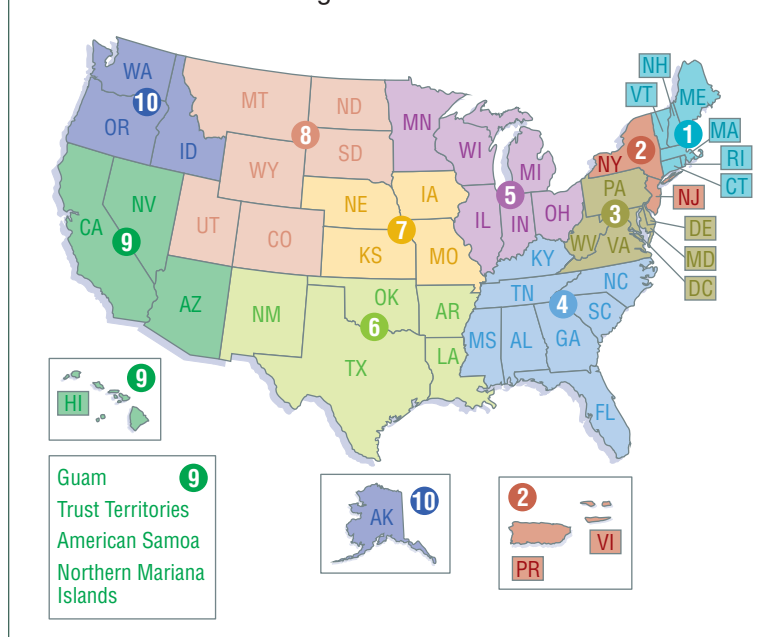 WA
10
OR
ID
MT
ND
8
SD
WY
UT
CO
MN
WI
MI
5
IL
IN
OH
NE
IA
7
KS
MO
CA
NV
9
AZ
NM
OK
AR
6
TX
LA
NH
VT
ME
1
MA
RI
CT
NY
2
NJ
PA
3
WV
VA
DE
MD
DC
KY
TN
NC
4
SC
MS
AL
GA
FL
9
HI
Guam 9
Trust Territories
American Samoa
Northern Mariana
Islands
AK
10
2
VI
PR